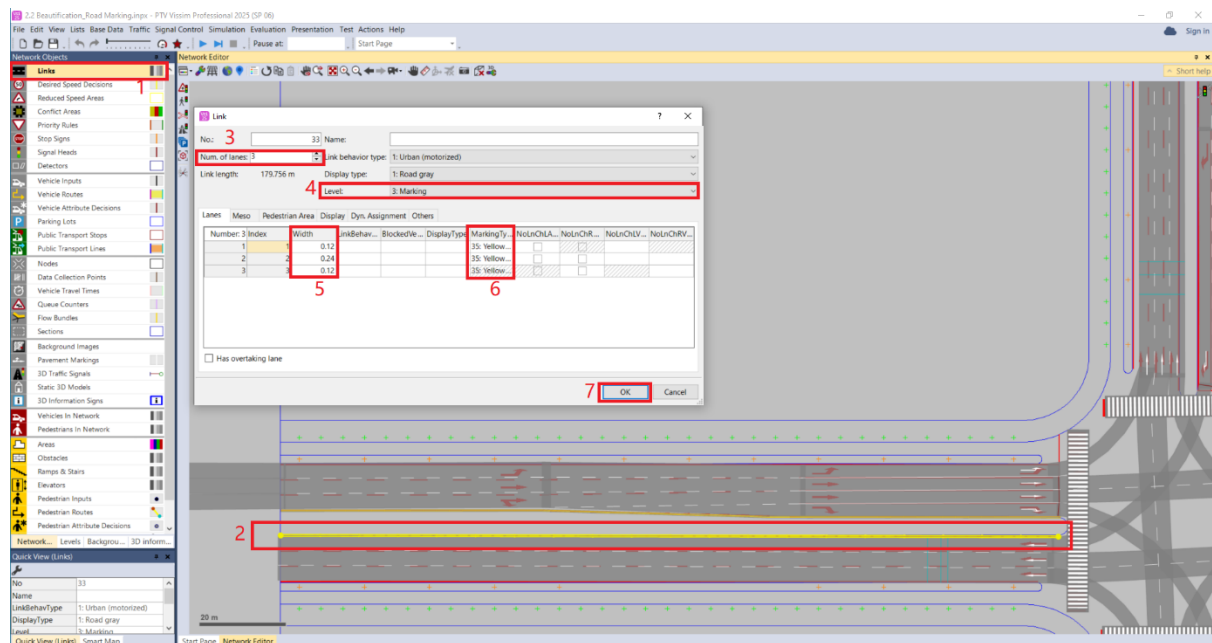 2.2 Beautification_Road Marking.inpx - PTV Vissim Professional 2025 (SP 06)
File Edit View Lists Base Data Traffic Signal Control Simulation Evaluation Presentation Test Actions Help
Sign in
Pause at:
Start Page
Network Objects
Network Editor
Short help
Links
1
Desired Speed Decisions
Reduced Speed Areas
Conflict Areas
Priority Rules
Stop Signs
Signal Heads
Detectors
Vehicle Inputs
Vehicle Routes
Vehicle Attribute Decisions
Parking Lots
Public Transport Stops
Public Transport Lines
Nodes
Data Collection Points
Vehicle Travel Times
Queue Counters
Flow Bundles
Sections
Background Images
Pavement Markings
3D Traffic Signals
Static 3D Models
3D Information Signs
Vehicles In Network
Pedestrians In Network
Areas
Obstacles
Ramps & Stairs
Elevators
Pedestrian Inputs
Pedestrian Routes
Pedestrian Attribute Decisions
Network... Levels Backgrou... 3D inform...
Quick View (Links)
No 33
Name
LinkBehavType 1: Urban (motorized)
DisplayType 1: Road gray
Level 3: Marking
Quick View (Links) Smart Map
Link ? X
No.: 3 33 Name:
Num. of lanes: 3 Link behavior type: 1: Urban (motorized)
Link length: 179.756 m Display type: 1: Road gray
4 Level: 3: Marking
Lanes Meso Pedestrian Area Display Dyn. Assignment Others
Number: 3 Index Width LinkBehav... BlockedVe... DisplayType MarkingTy... NoLnChLA... NoLnChR... NoLnChLV... NoLnChRV...
1 1 0.12 35: Yellow...
2 2 0.24 35: Yellow...
3 3 0.12 35: Yellow...
5 6
Has overtaking lane
7 OK Cancel
2
20 m
Start Page Network Editor